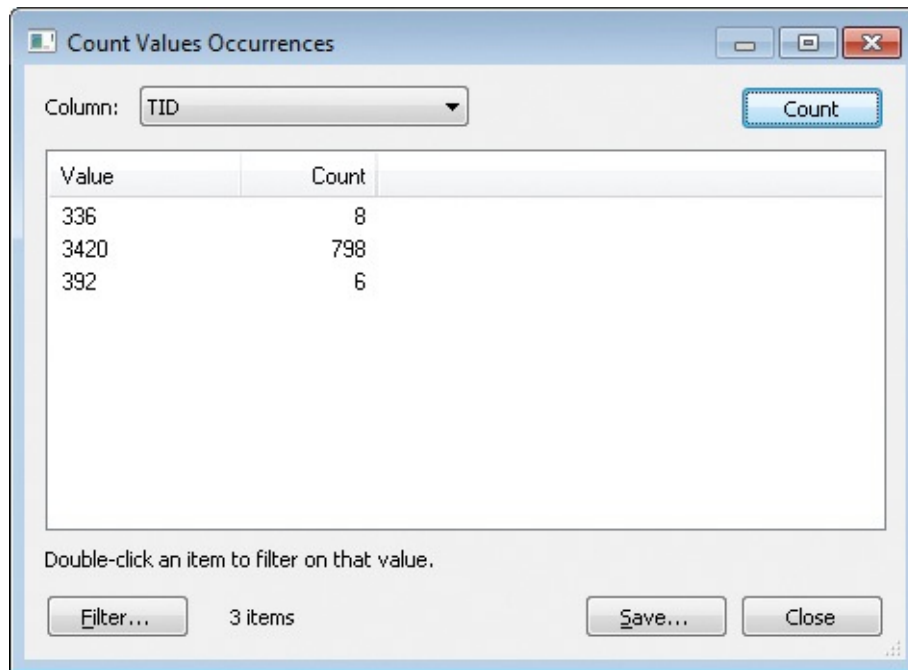 Count Values Occurrences
Column: TID Count
Value Count
336 8
3420 798
392 6
Double-click an item to filter on that value.
Filter... 3 items Save... Close